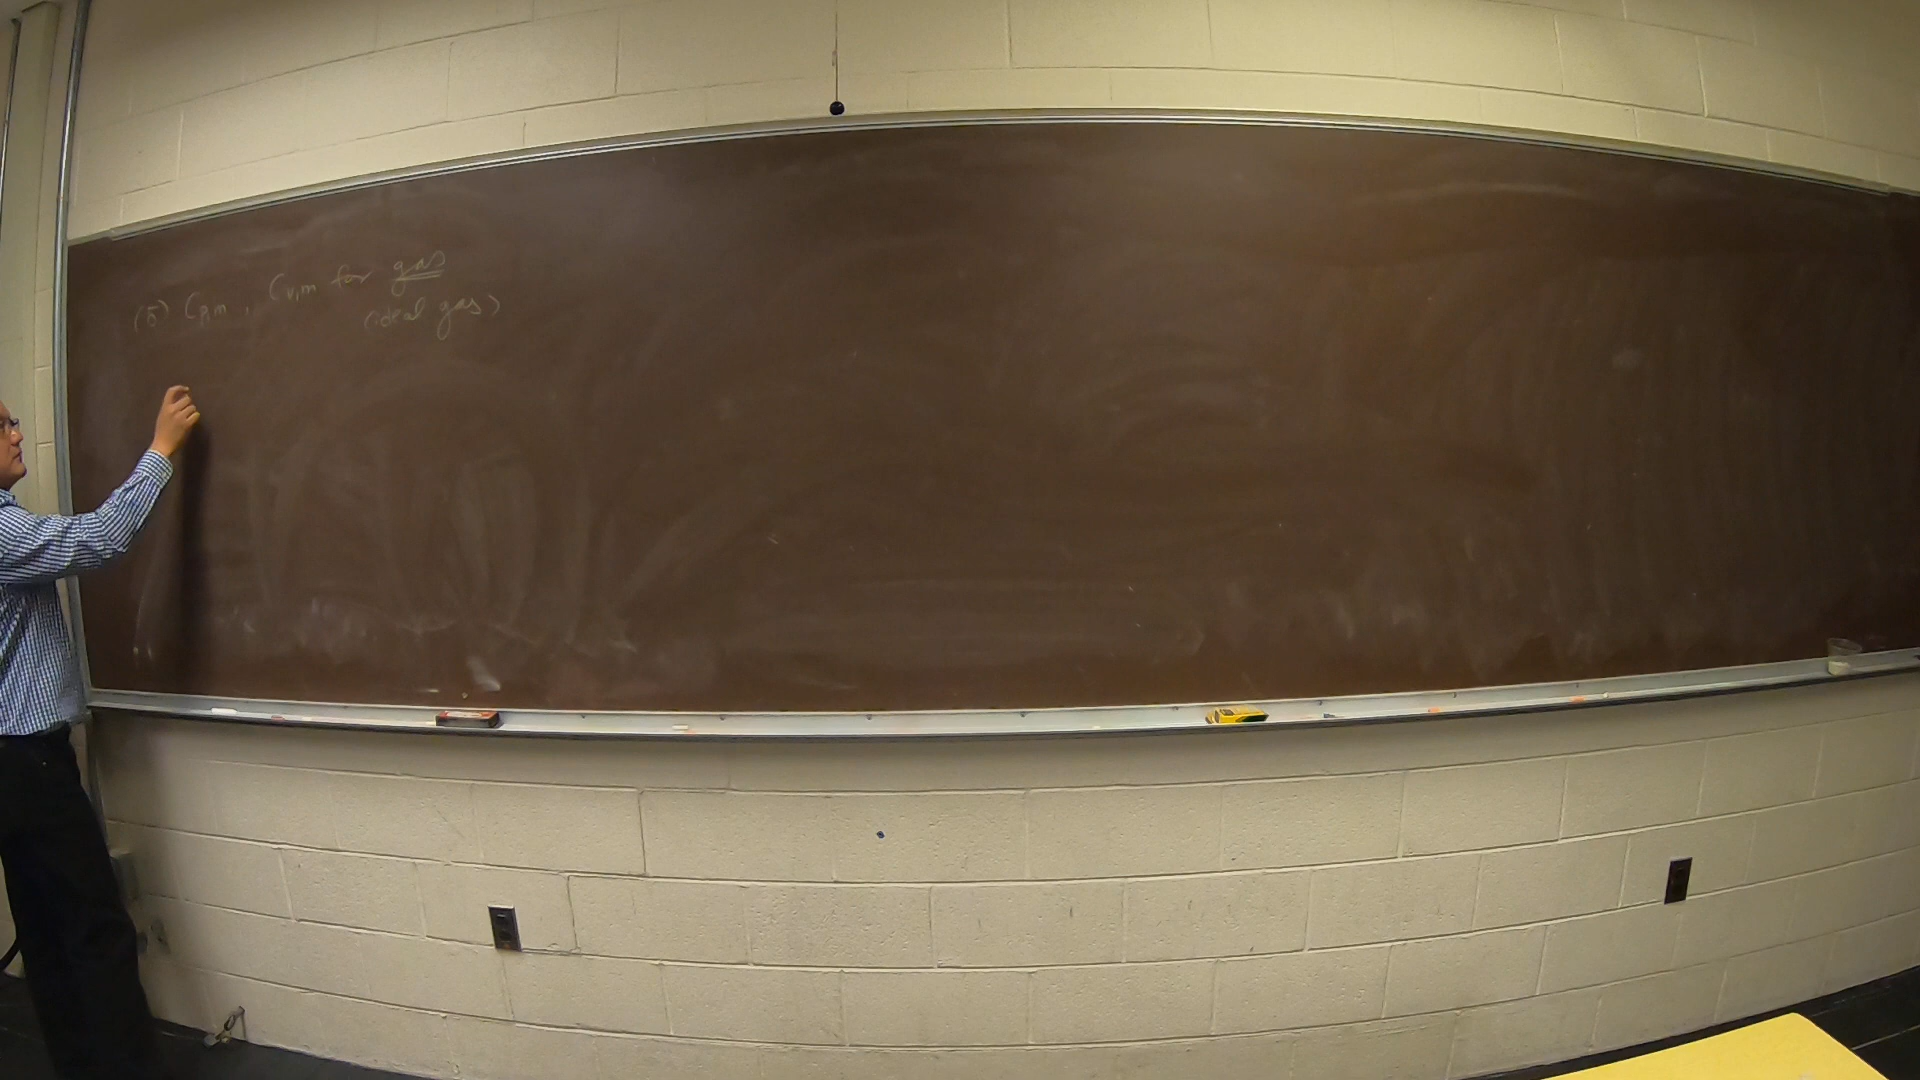 (5) Cp,m , Cv,m for gas
(ideal gas)